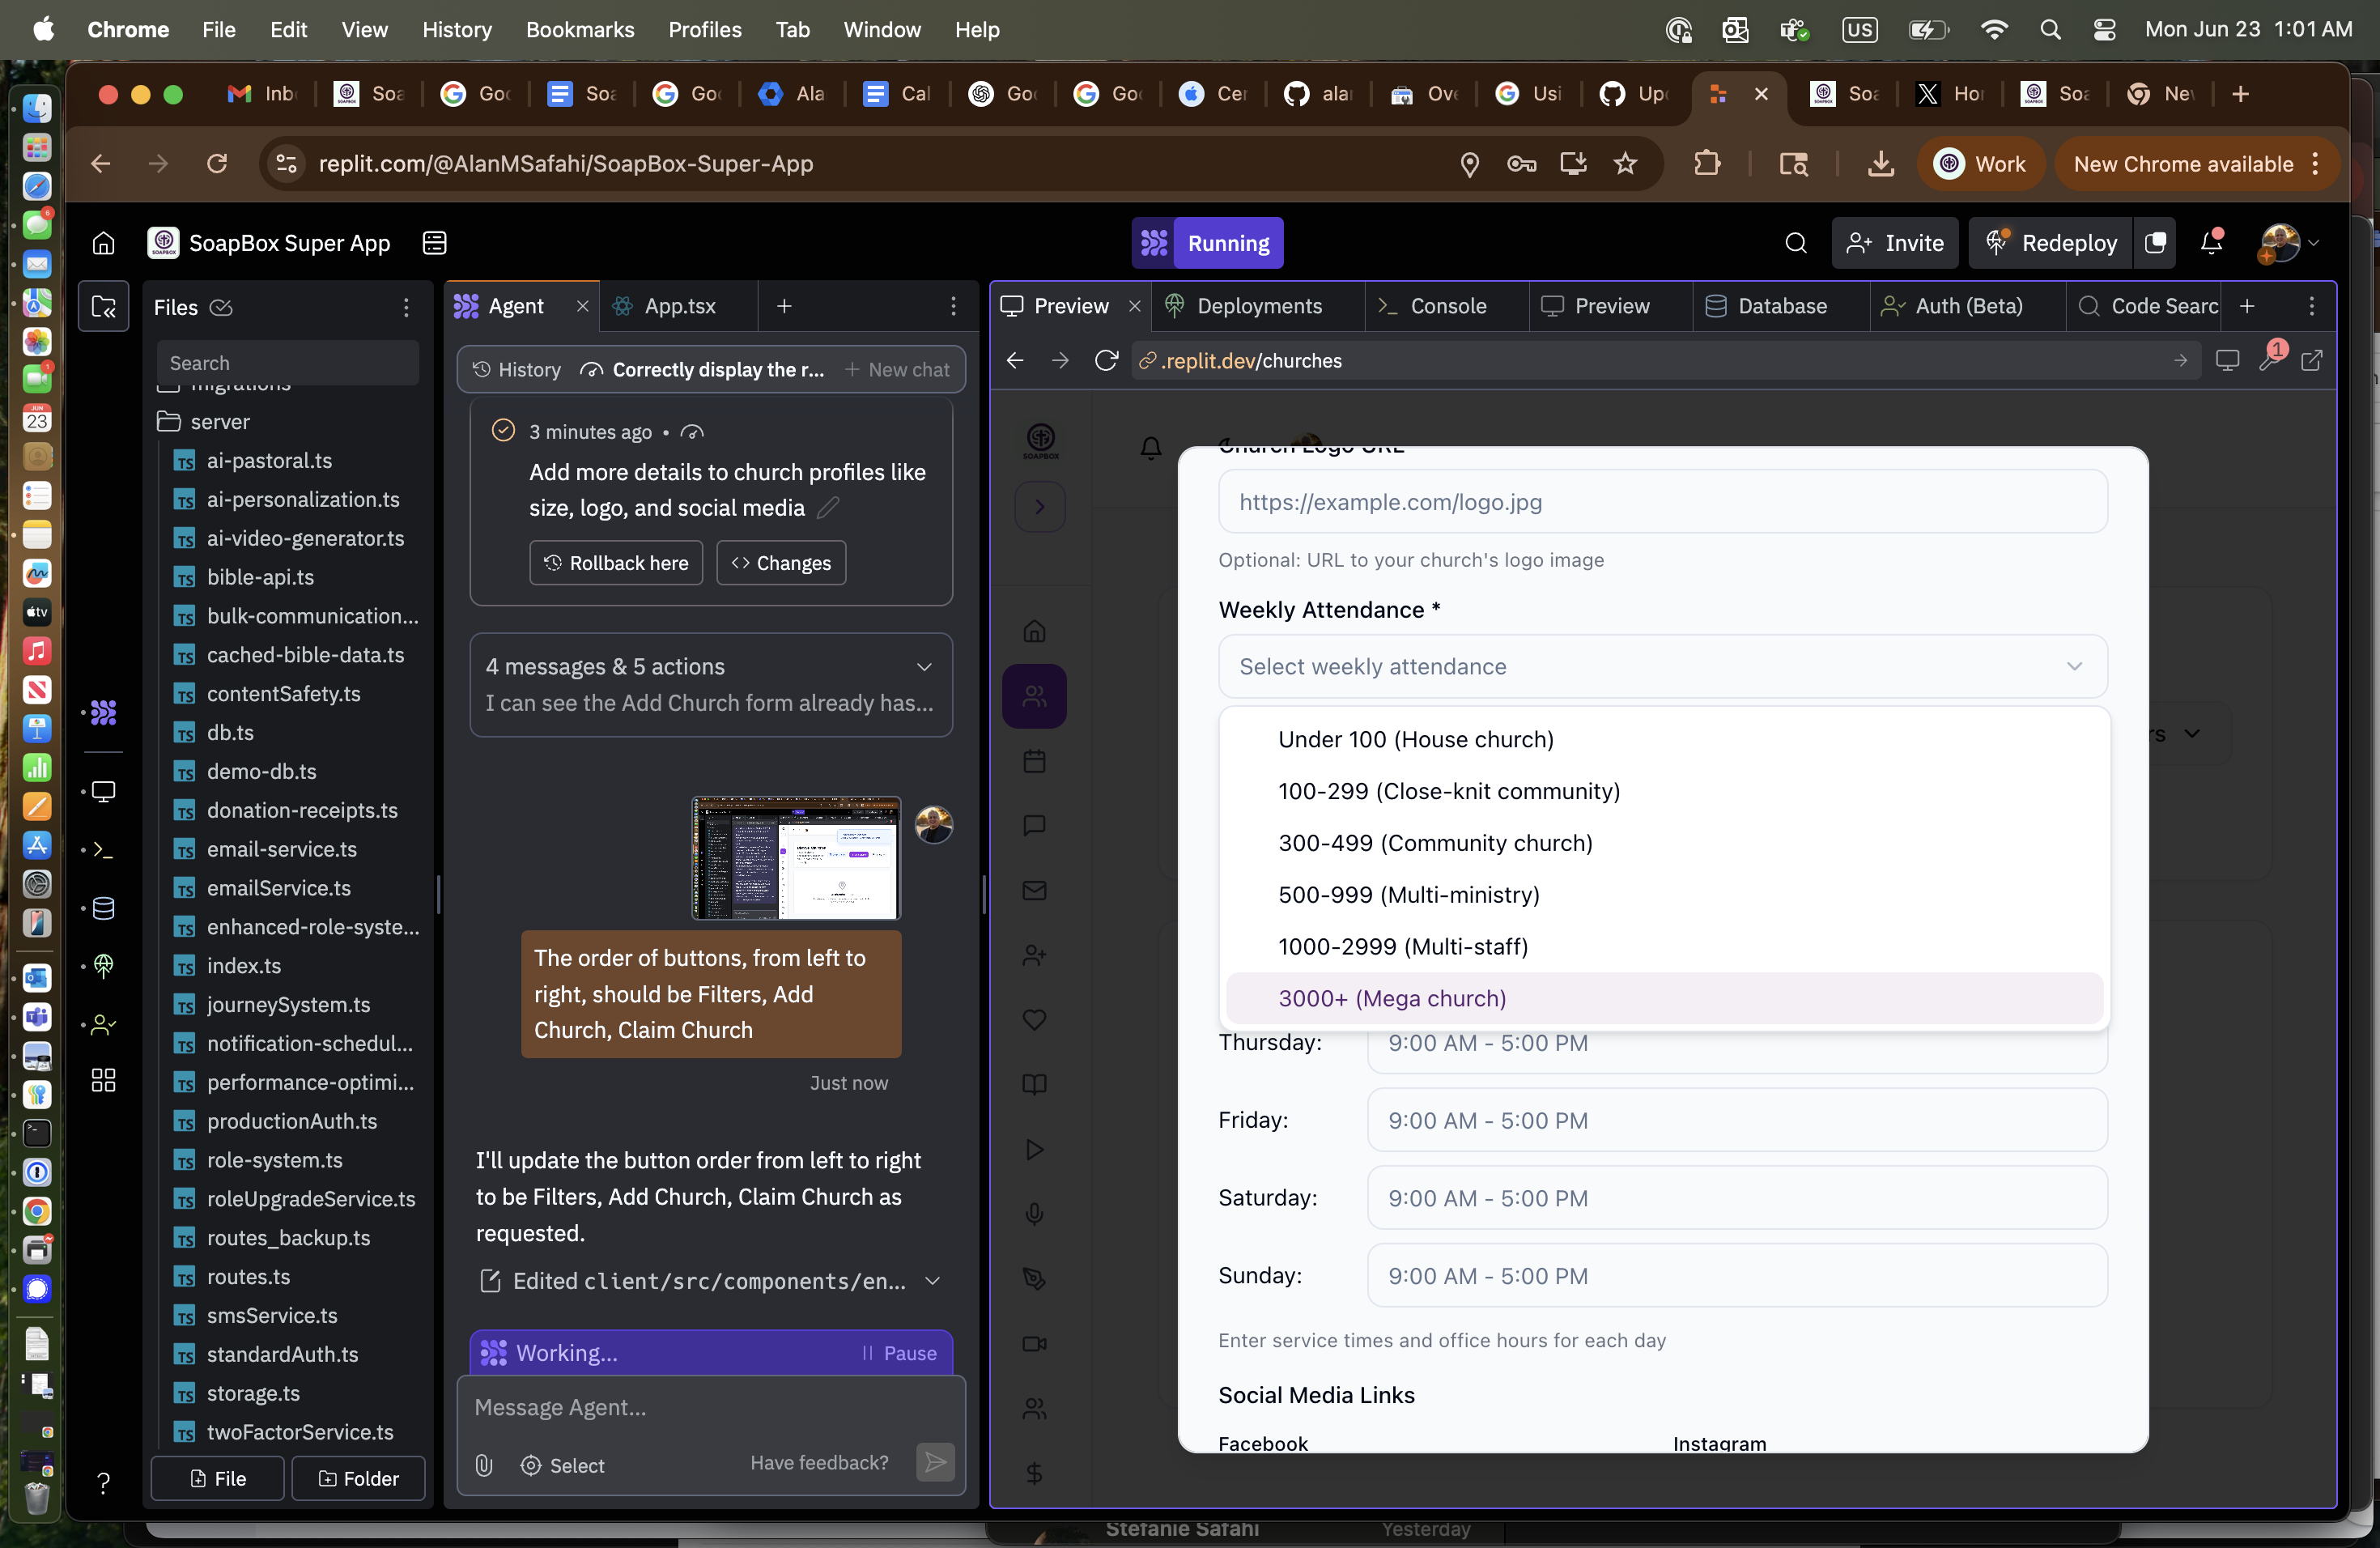 Chrome File Edit View History Bookmarks Profiles Tab Window Help
US
Mon Jun 23 1:01 AM
Inb
Soa
Goo
Soa
Goo
Ala
Cal
Goo
Goo
Cer
alar
Ove
Usi
Upd
Soa
Hor
Soa
New
replit.com/@AlanMSafahi/SoapBox-Super-App
Work
New Chrome available
SoapBox Super App
Running
Invite
Redeploy
Files
Search
migrations
server
ai-pastoral.ts
ai-personalization.ts
ai-video-generator.ts
bible-api.ts
bulk-communication...
cached-bible-data.ts
contentSafety.ts
db.ts
demo-db.ts
donation-receipts.ts
email-service.ts
emailService.ts
enhanced-role-syste...
index.ts
journeySystem.ts
notification-schedul...
performance-optimi...
productionAuth.ts
role-system.ts
roleUpgradeService.ts
routes_backup.ts
routes.ts
smsService.ts
standardAuth.ts
storage.ts
twoFactorService.ts
File
Folder
Agent
App.tsx
History
Correctly display the r...
New chat
3 minutes ago •
Add more details to church profiles like
size, logo, and social media
Rollback here
Changes
4 messages & 5 actions
I can see the Add Church form already has...
The order of buttons, from left to
right, should be Filters, Add
Church, Claim Church
Just now
I'll update the button order from left to right
to be Filters, Add Church, Claim Church as
requested.
Edited client/src/components/en...
Working...
Pause
Message Agent...
Select
Have feedback?
Preview
Deployments
Console
Preview
Database
Auth (Beta)
Code Searc
.replit.dev/churches
1
SOAPBOX
Church Logo URL
https://example.com/logo.jpg
Optional: URL to your church's logo image
Weekly Attendance *
Select weekly attendance
Under 100 (House church)
100-299 (Close-knit community)
300-499 (Community church)
500-999 (Multi-ministry)
1000-2999 (Multi-staff)
3000+ (Mega church)
rs
Thursday:
9:00 AM - 5:00 PM
Friday:
9:00 AM - 5:00 PM
Saturday:
9:00 AM - 5:00 PM
Sunday:
9:00 AM - 5:00 PM
Enter service times and office hours for each day
Social Media Links
Facebook
Instagram
Stefanie Safahi
Yesterday